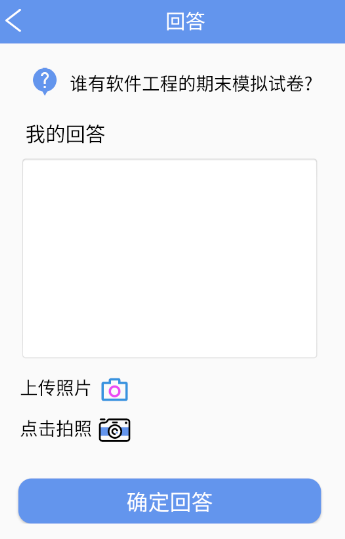 回答
谁有软件工程的期末模拟试卷?
我的回答
上传照片
点击拍照
确定回答